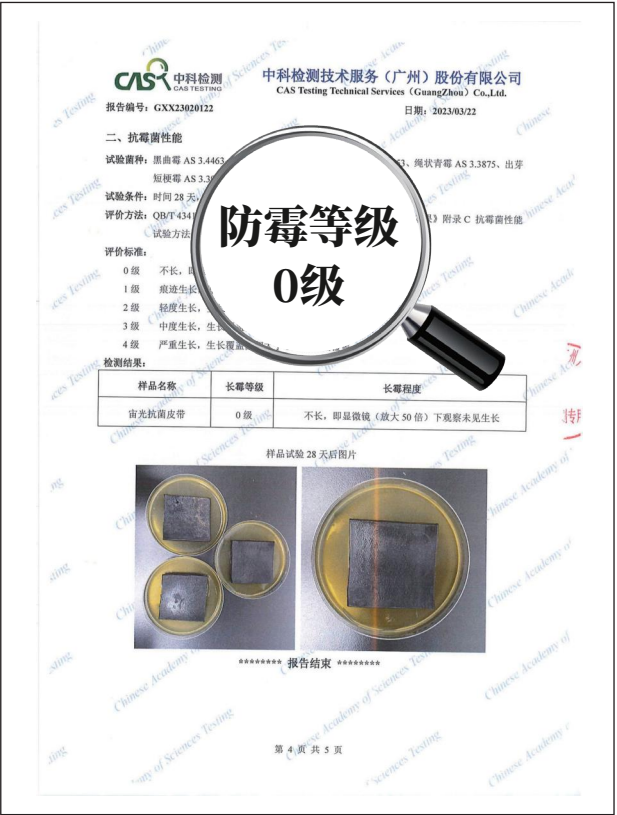 CAS 中科检测
CAS TESTING
中科检测技术服务（广州）股份有限公司
CAS Testing Technical Services（GuangZhou）Co.,Ltd.
报告编号：GXX23020122
日期：2023/03/22
二、抗霉菌性能
试验菌种：黑曲霉 AS 3.4463
、绳状青霉 AS 3.3875、出芽
短梗霉 AS 3.
试验条件：时间 28 天，
评价方法：QB/T 4341
》附录 C 抗霉菌性能
试验方法
评价标准：
0 级 不长，
1 级 痕迹生长
2 级 轻度生长，
3 级 中度生长，生长
4 级 严重生长，生长覆盖
防霉等级
0级
检测结果：
样品名称 长霉等级 长霉程度
宙光抗菌皮带 0 级 不长，即显微镜（放大 50 倍）下观察未见生长
样品试验 28 天后图片
******** 报告结束 ********
第 4 页 共 5 页
Chinese Academy of Sciences Testing